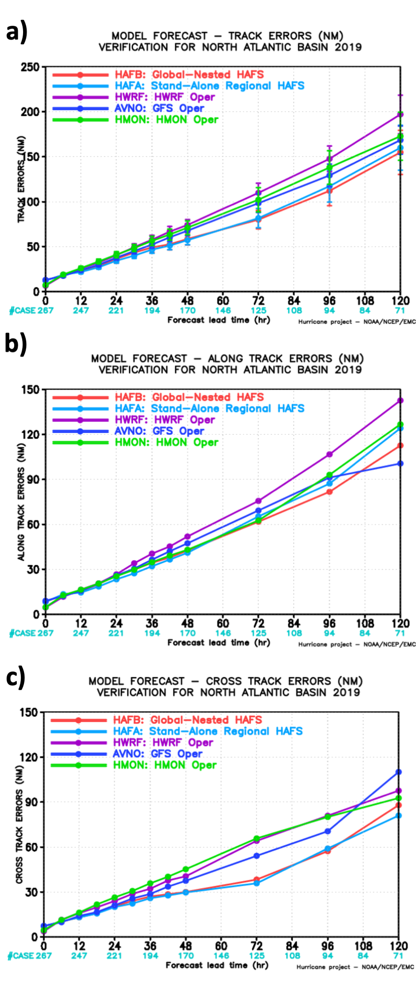 a)
MODEL FORECAST – TRACK ERRORS (NM)
VERIFICATION FOR NORTH ATLANTIC BASIN 2019
250
200
150
100
50
0
TRACK ERRORS (NM)
HAFB: Global-Nested HAFS
HAFA: Stand-Alone Regional HAFS
HWRF: HWRF Oper
AVNO: GFS Oper
HMON: HMON Oper
0 12 24 36 48 60 72 84 96 108 120
#CASE 267 247 221 194 170 146 125 108 94 84 71
Forecast lead time (hr)
Hurricane project – NOAA/NCEP/EMC
b)
MODEL FORECAST – ALONG TRACK ERRORS (NM)
VERIFICATION FOR NORTH ATLANTIC BASIN 2019
150
120
90
60
30
0
ALONG TRACK ERRORS (NM)
HAFB: Global-Nested HAFS
HAFA: Stand-Alone Regional HAFS
HWRF: HWRF Oper
AVNO: GFS Oper
HMON: HMON Oper
0 12 24 36 48 60 72 84 96 108 120
#CASE 267 247 221 194 170 146 125 108 94 84 71
Forecast lead time (hr)
Hurricane project – NOAA/NCEP/EMC
c)
MODEL FORECAST – CROSS TRACK ERRORS (NM)
VERIFICATION FOR NORTH ATLANTIC BASIN 2019
150
120
90
60
30
0
CROSS TRACK ERRORS (NM)
HAFB: Global-Nested HAFS
HAFA: Stand-Alone Regional HAFS
HWRF: HWRF Oper
AVNO: GFS Oper
HMON: HMON Oper
0 12 24 36 48 60 72 84 96 108 120
#CASE 267 247 221 194 170 146 125 108 94 84 71
Forecast lead time (hr)
Hurricane project – NOAA/NCEP/EMC